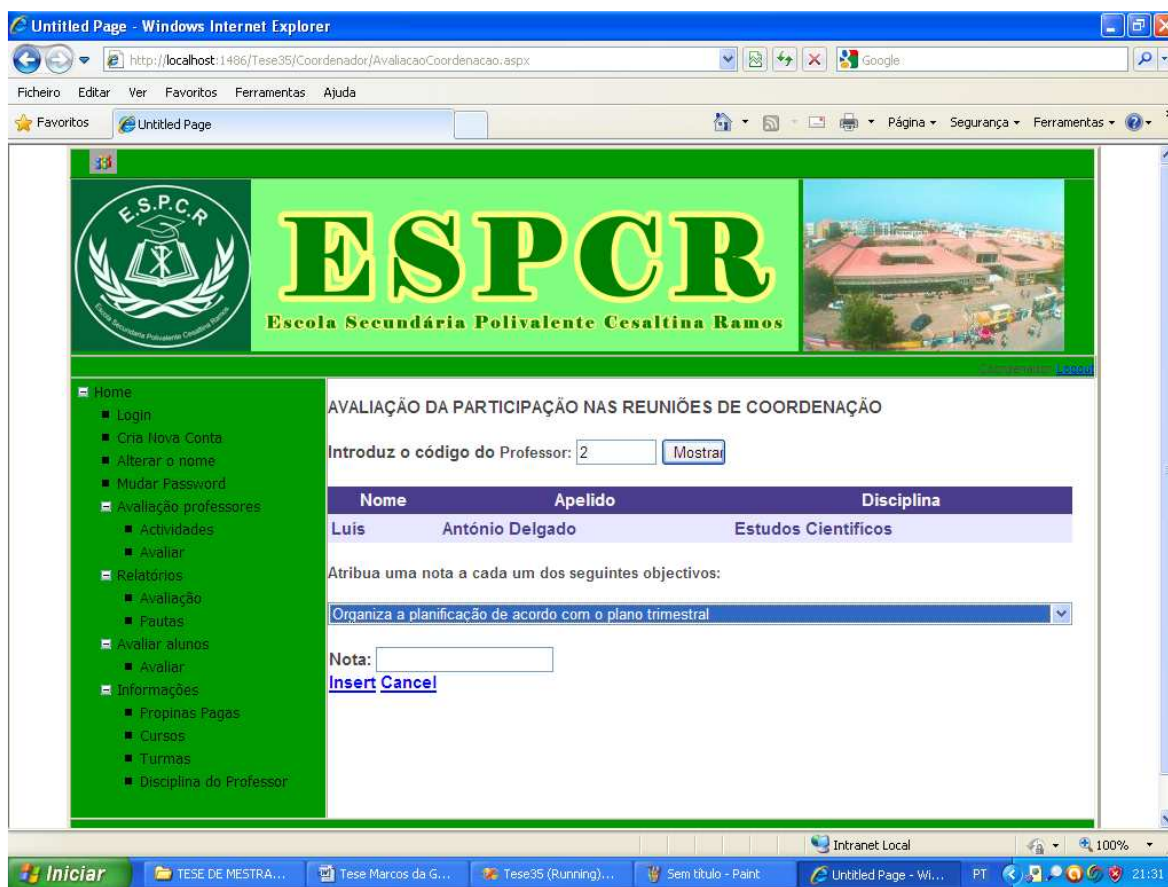 Untitled Page - Windows Internet Explorer
http://localhost:1486/Tese35/Coordenador/AvaliacaoCoordenacao.aspx
Google
Ficheiro Editar Ver Favoritos Ferramentas Ajuda
Favoritos Untitled Page Página Segurança Ferramentas
E.S.P.C.R
Escola Secundária Polivalente Cesaltina Ramos
ESPCR
Escola Secundária Polivalente Cesaltina Ramos
Coordenador Logout
Home
Login
Cria Nova Conta
Alterar o nome
Mudar Password
Avaliação professores
Actividades
Avaliar
Relatórios
Avaliação
Pautas
Avaliar alunos
Avaliar
Informações
Propinas Pagas
Cursos
Turmas
Disciplina do Professor
AVALIAÇÃO DA PARTICIPAÇÃO NAS REUNIÕES DE COORDENAÇÃO
Introduz o código do Professor: 2 Mostrar
Nome Apelido Disciplina
Luis António Delgado Estudos Cientificos
Atribua uma nota a cada um dos seguintes objectivos:
Organiza a planificação de acordo com o plano trimestral
Nota:
Insert Cancel
Intranet Local 100%
Iniciar TESE DE MESTRA... Tese Marcos da G... Tese35 (Running)... Sem título - Paint Untitled Page - Wi... PT 21:31